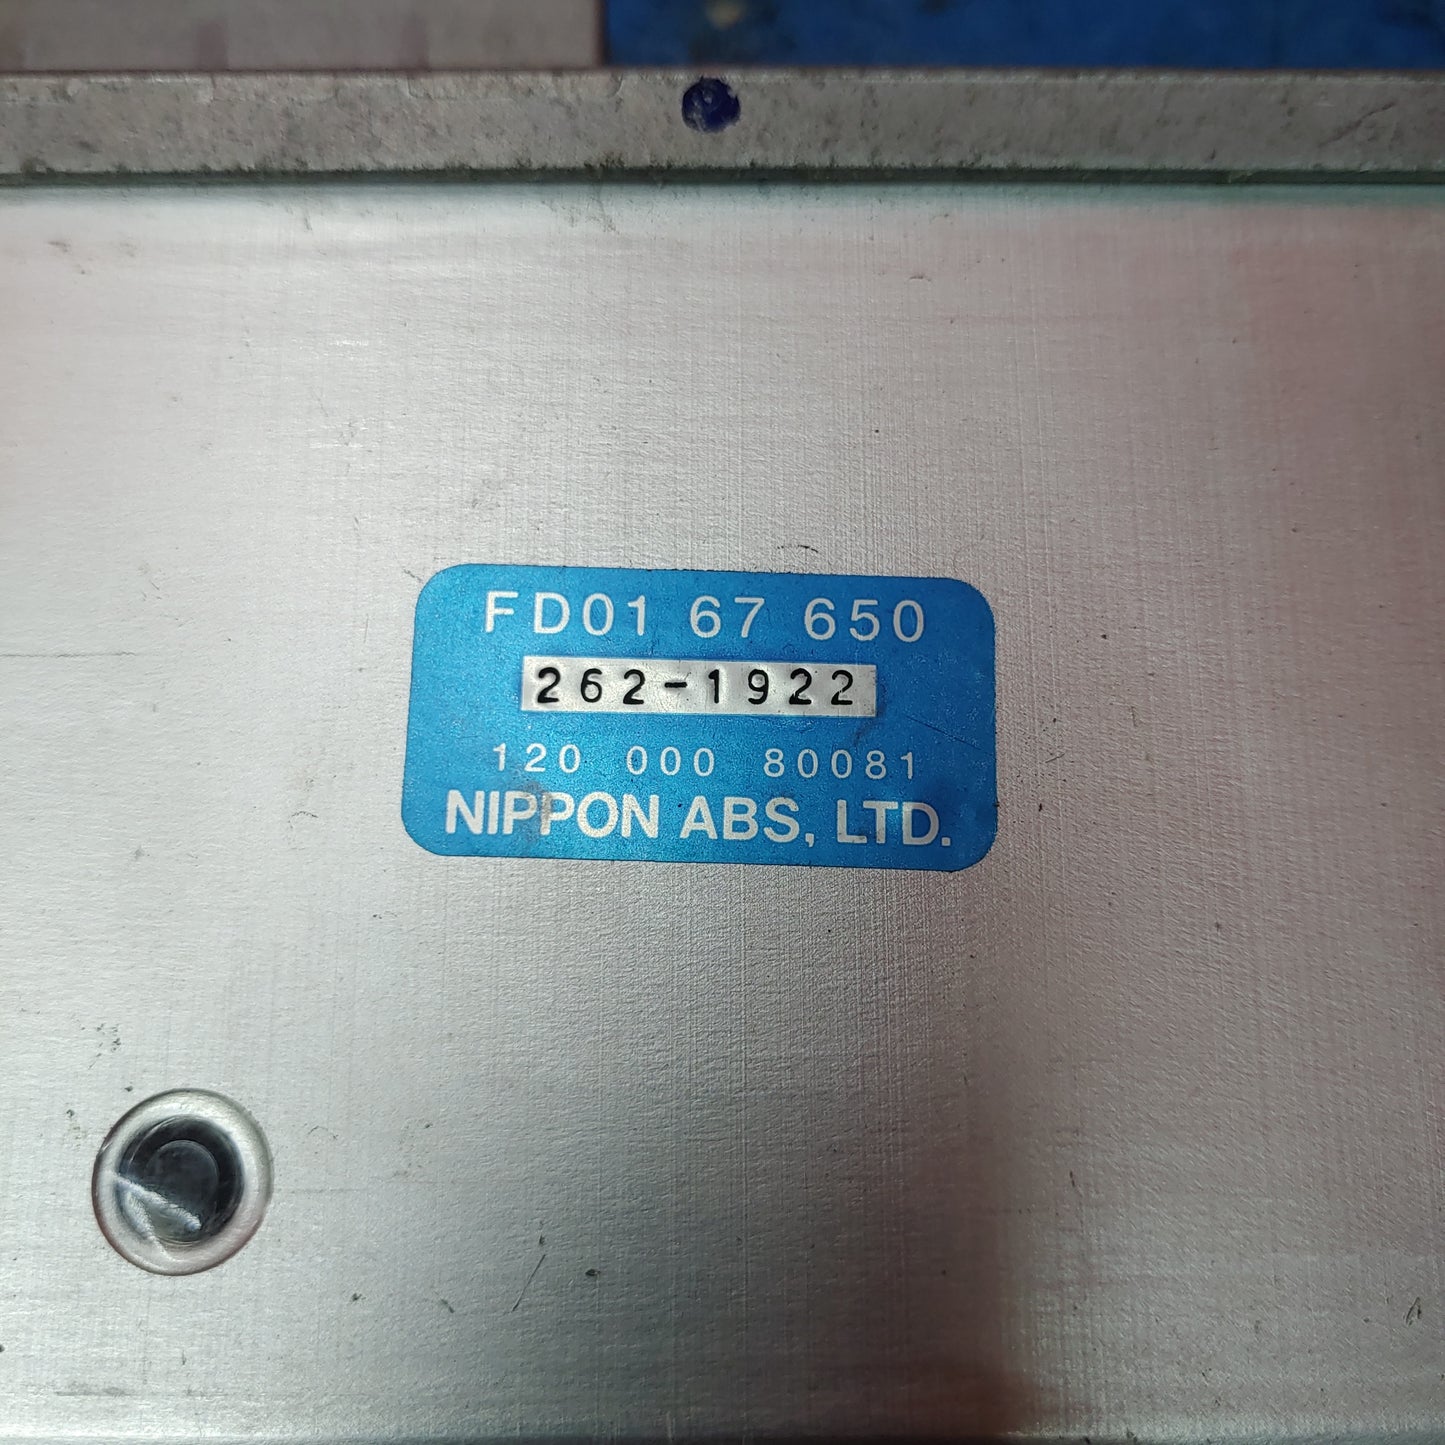 FD01 67 650
262-1922
120 000 80081
NIPPON ABS, LTD.